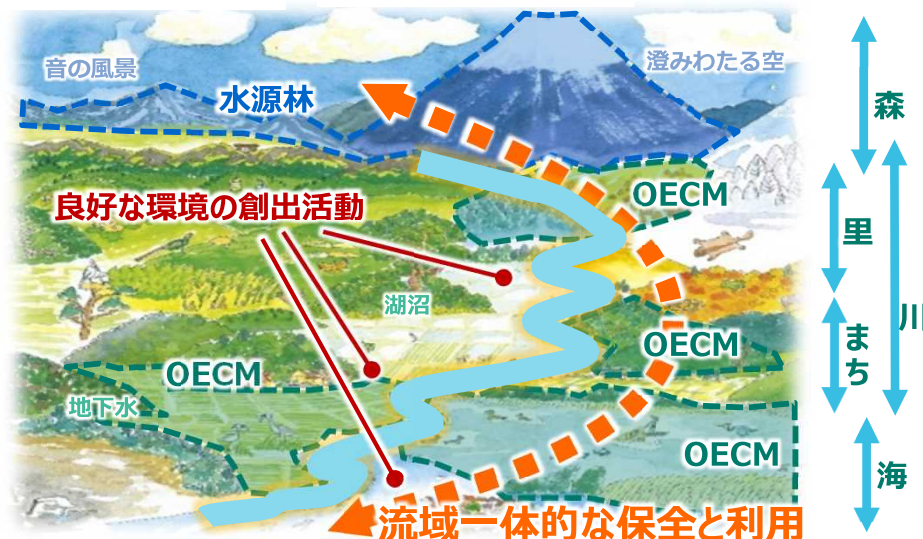 音の風景
澄みわたる空
水源林
森
OECM
良好な環境の創出活動
里
湖沼
川
OECM
まち
OECM
地下水
OECM
海
流域一体的な保全と利用